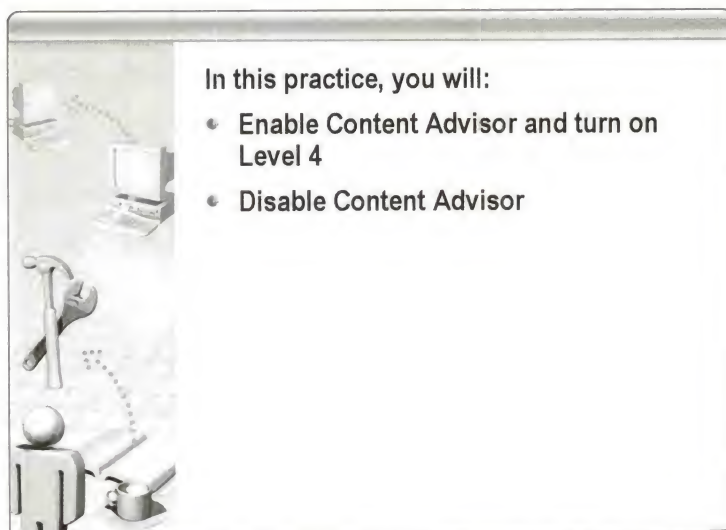 In this practice, you will:
Enable Content Advisor and turn on
Level 4
Disable Content Advisor